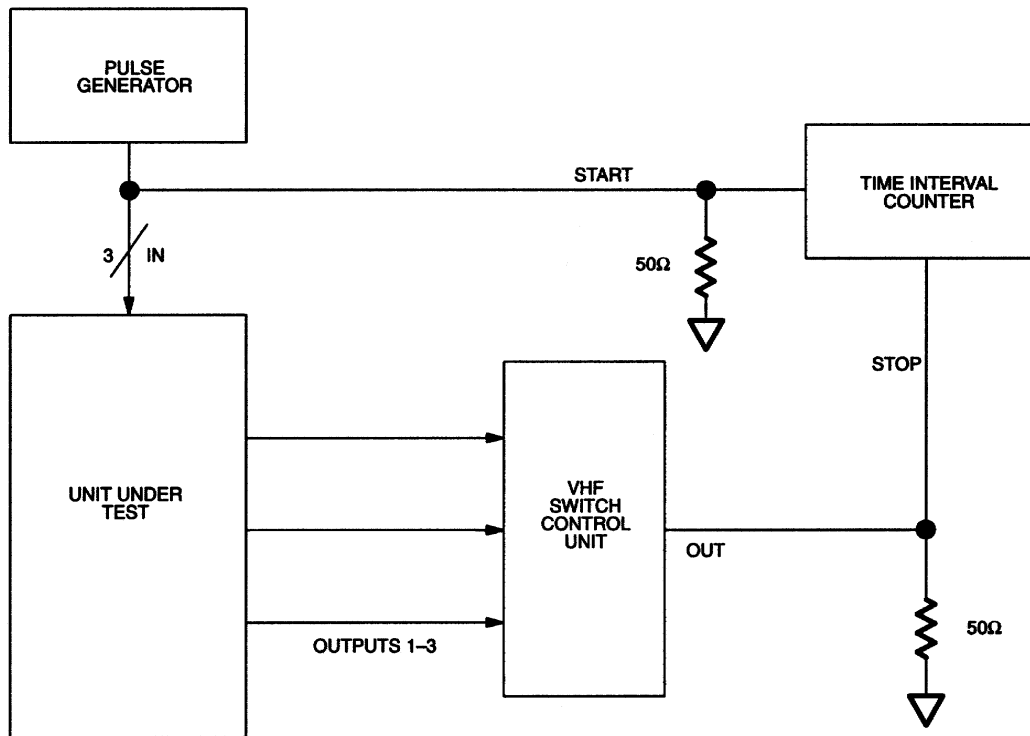 PULSE
GENERATOR
START
TIME INTERVAL
COUNTER
3
IN
50Ω
STOP
UNIT UNDER
TEST
VHF
SWITCH
CONTROL
UNIT
OUT
50Ω
OUTPUTS 1–3